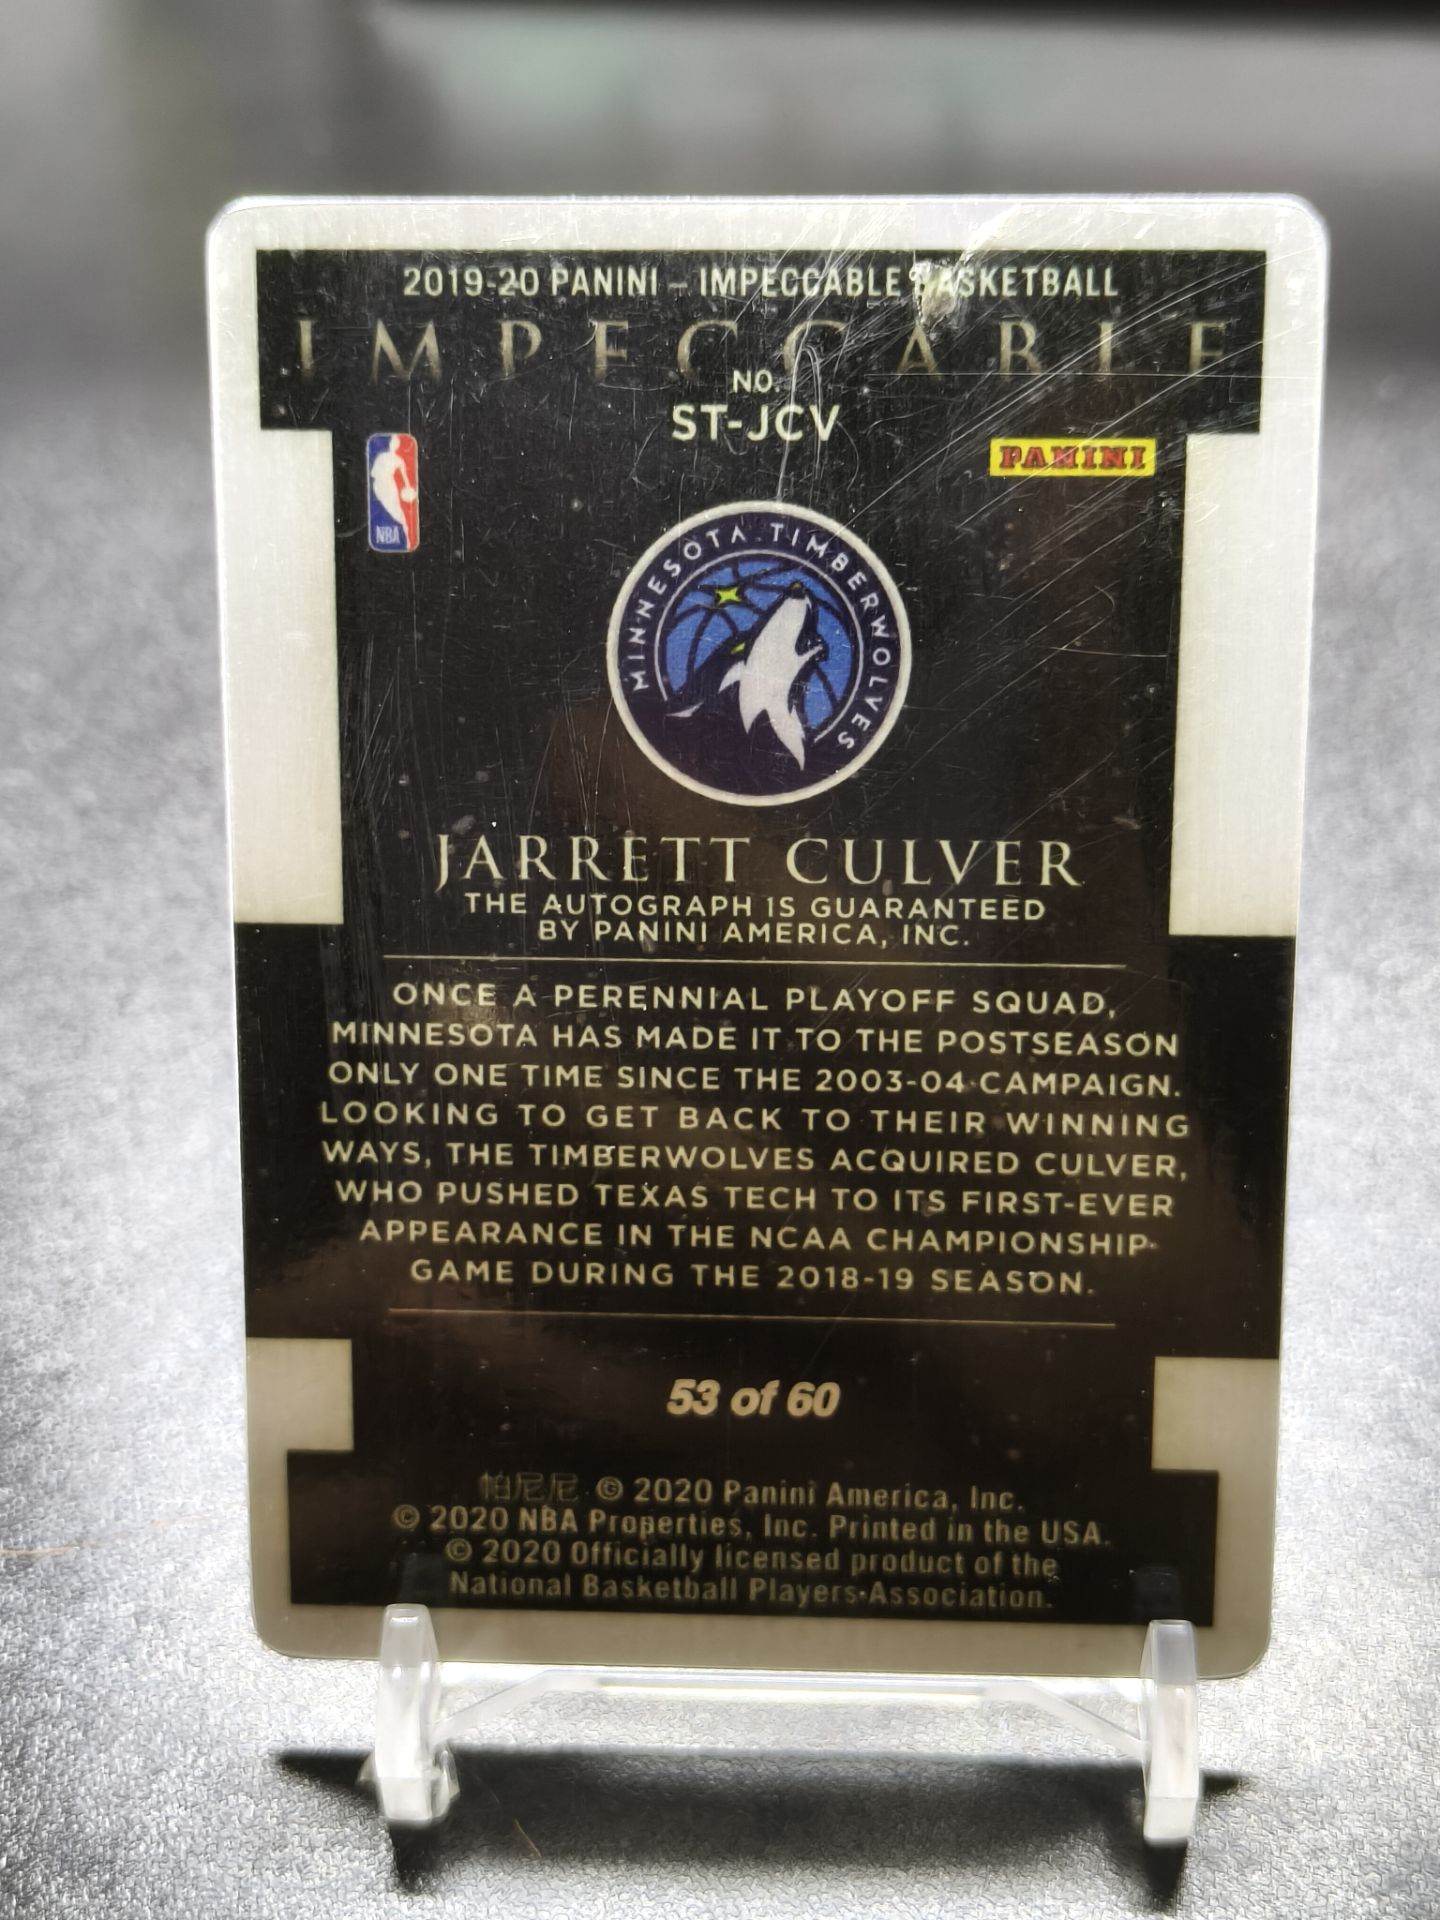 2019-20 PANINI – IMPECCABLE BASKETBALL
IMPECCABLE
NO.
ST-JCV
NBA
PANINI
MINNESOTA TIMBERWOLVES
JARRETT CULVER
THE AUTOGRAPH IS GUARANTEED
BY PANINI AMERICA, INC.
ONCE A PERENNIAL PLAYOFF SQUAD,
MINNESOTA HAS MADE IT TO THE POSTSEASON
ONLY ONE TIME SINCE THE 2003-04 CAMPAIGN.
LOOKING TO GET BACK TO THEIR WINNING
WAYS, THE TIMBERWOLVES ACQUIRED CULVER,
WHO PUSHED TEXAS TECH TO ITS FIRST-EVER
APPEARANCE IN THE NCAA CHAMPIONSHIP
GAME DURING THE 2018-19 SEASON.
53 of 60
帕尼尼 © 2020 Panini America, Inc.
© 2020 NBA Properties, Inc. Printed in the USA.
© 2020 Officially licensed product of the
National Basketball Players Association.